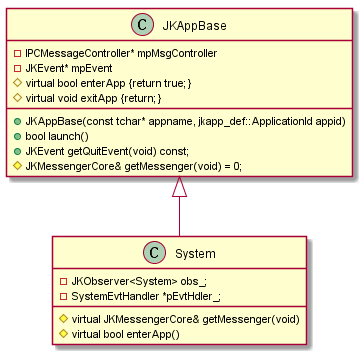 C JKAppBase
IPCMessageController* mpMsgController
JKEvent* mpEvent
virtual bool enterApp {return true; }
virtual void exitApp {return; }
JKAppBase(const tchar* appname, jkapp_def::ApplicationId appid)
bool launch()
JKEvent getQuitEvent(void) const;
JKMessengerCore& getMessenger(void) = 0;
C System
JKObserver<System> obs_;
SystemEvtHandler *pEvtHdler_;
virtual JKMessengerCore& getMessenger(void)
virtual bool enterApp()